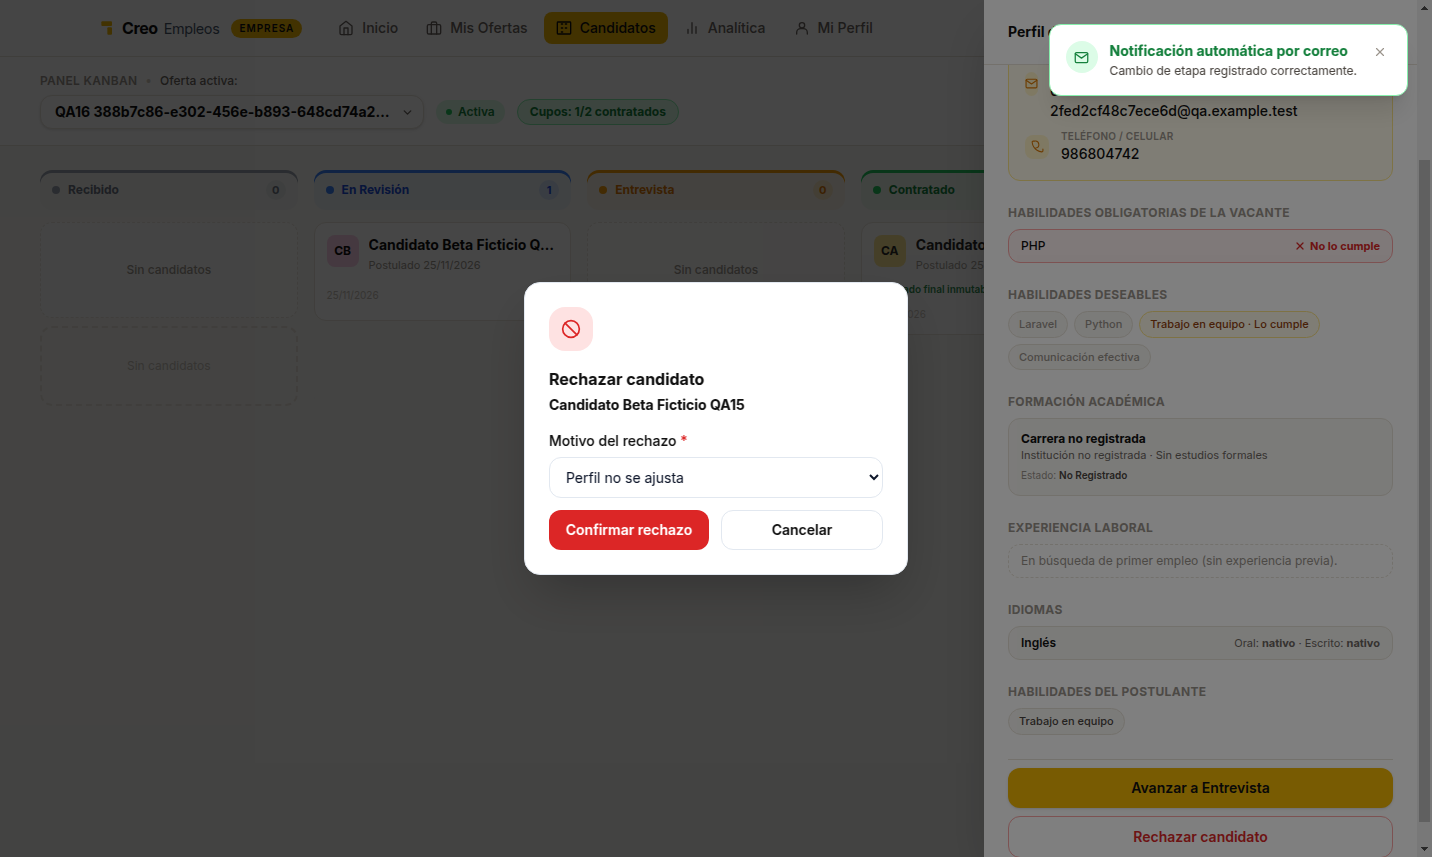 Creo Empleos EMPRESA
Inicio
Mis Ofertas
Candidatos
Analítica
Mi Perfil
PANEL KANBAN • Oferta activa:
QA16 388b7c86-e302-456e-b893-648cd74a2...
Activa
Cupos: 1/2 contratados
Recibido 0
Sin candidatos
Sin candidatos
En Revisión 1
CB
Candidato Beta Ficticio Q...
Postulado 25/11/2026
25/11/2026
Entrevista 0
Sin candidatos
Contratado
CA
Candidato
Postulado 25
Rechazar candidato
Candidato Beta Ficticio QA15
Motivo del rechazo *
Perfil no se ajusta
Confirmar rechazo
Cancelar
Perfil
Notificación automática por correo
Cambio de etapa registrado correctamente.
2fed2cf48c7ece6d@qa.example.test
TELÉFONO / CELULAR
986804742
HABILIDADES OBLIGATORIAS DE LA VACANTE
PHP
No lo cumple
HABILIDADES DESEABLES
Laravel
Python
Trabajo en equipo · Lo cumple
Comunicación efectiva
FORMACIÓN ACADÉMICA
Carrera no registrada
Institución no registrada · Sin estudios formales
Estado: No Registrado
EXPERIENCIA LABORAL
En búsqueda de primer empleo (sin experiencia previa).
IDIOMAS
Inglés
Oral: nativo · Escrito: nativo
HABILIDADES DEL POSTULANTE
Trabajo en equipo
Avanzar a Entrevista
Rechazar candidato